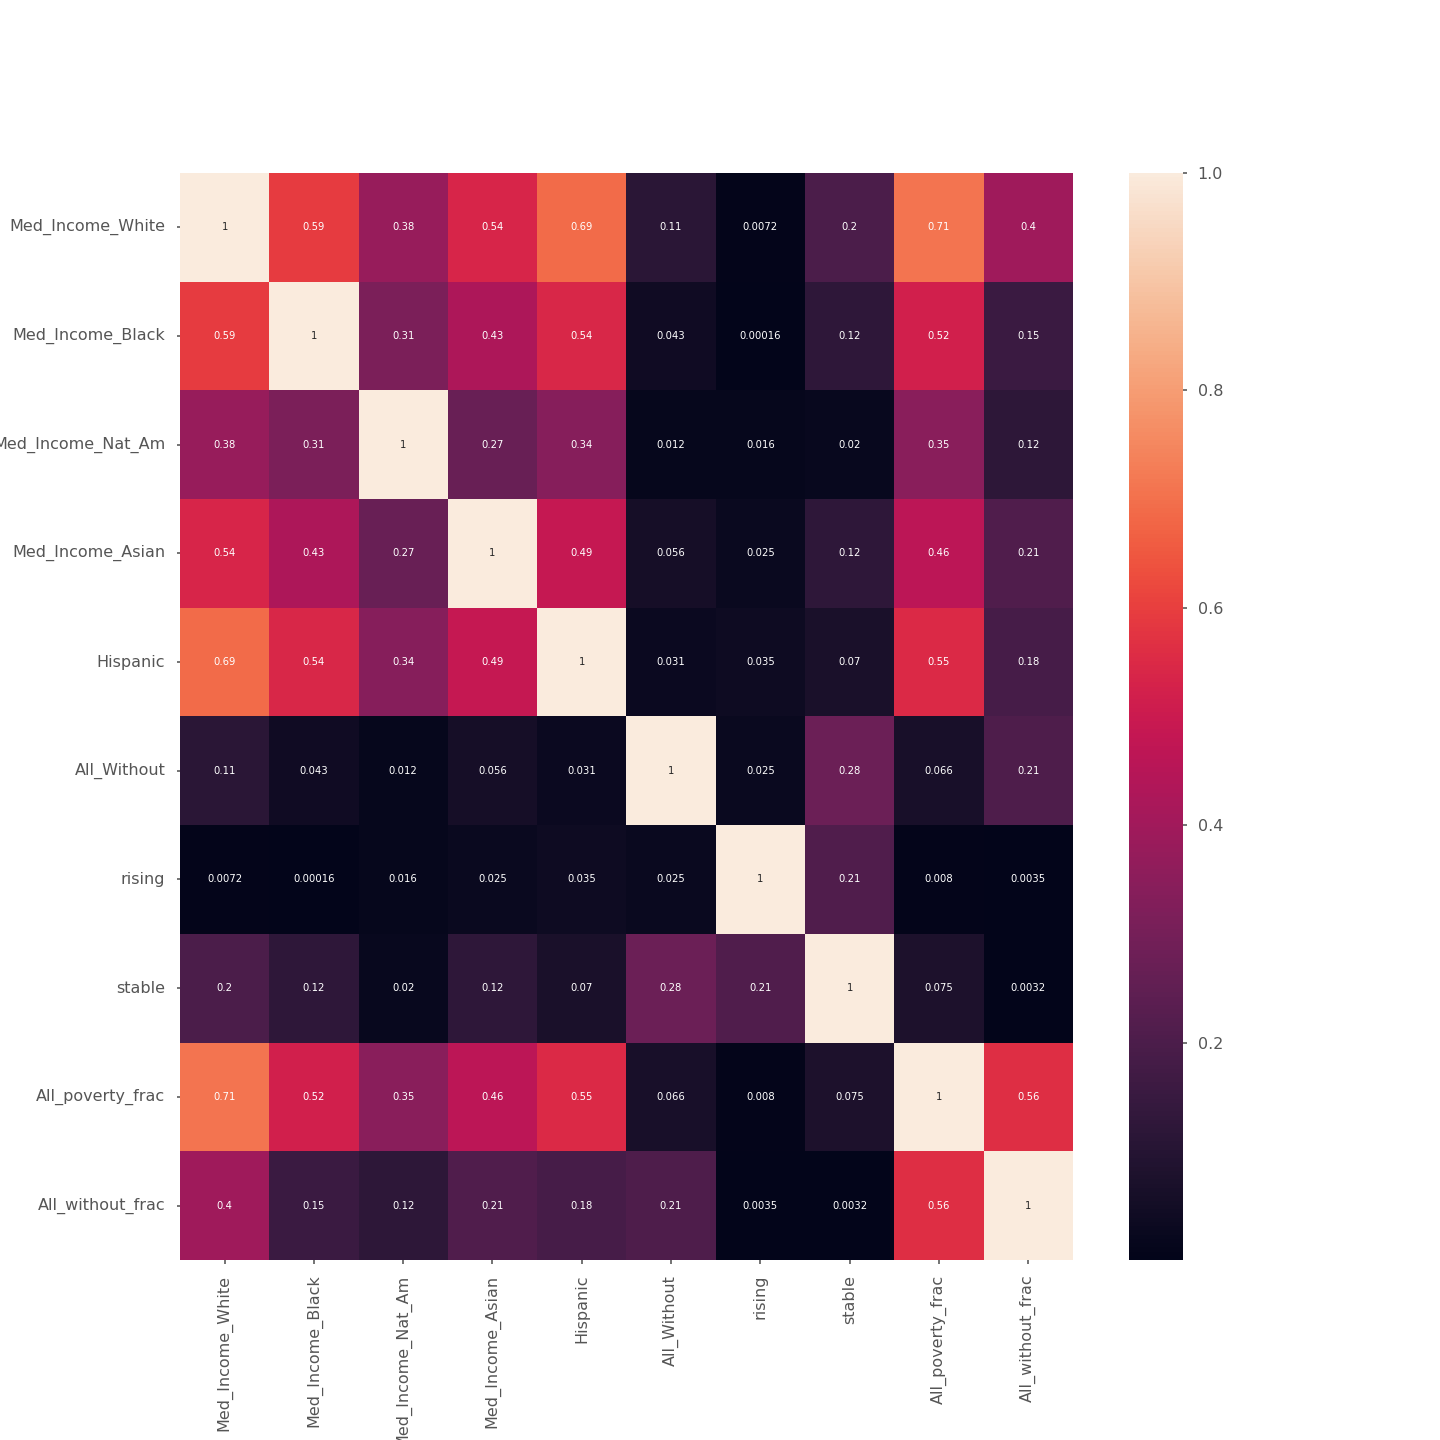 Med_Income_White 1 0.59 0.38 0.54 0.69 0.11 0.0072 0.2 0.71 0.4
Med_Income_Black 0.59 1 0.31 0.43 0.54 0.043 0.00016 0.12 0.52 0.15
Med_Income_Nat_Am 0.38 0.31 1 0.27 0.34 0.012 0.016 0.02 0.35 0.12
Med_Income_Asian 0.54 0.43 0.27 1 0.49 0.056 0.025 0.12 0.46 0.21
Hispanic 0.69 0.54 0.34 0.49 1 0.031 0.035 0.07 0.55 0.18
All_Without 0.11 0.043 0.012 0.056 0.031 1 0.025 0.28 0.066 0.21
rising 0.0072 0.00016 0.016 0.025 0.035 0.025 1 0.21 0.008 0.0035
stable 0.2 0.12 0.02 0.12 0.07 0.28 0.21 1 0.075 0.0032
All_poverty_frac 0.71 0.52 0.35 0.46 0.55 0.066 0.008 0.075 1 0.56
All_without_frac 0.4 0.15 0.12 0.21 0.18 0.21 0.0035 0.0032 0.56 1
Med_Income_White
Med_Income_Black
Med_Income_Nat_Am
Med_Income_Asian
Hispanic
All_Without
rising
stable
All_poverty_frac
All_without_frac
1.0
0.8
0.6
0.4
0.2